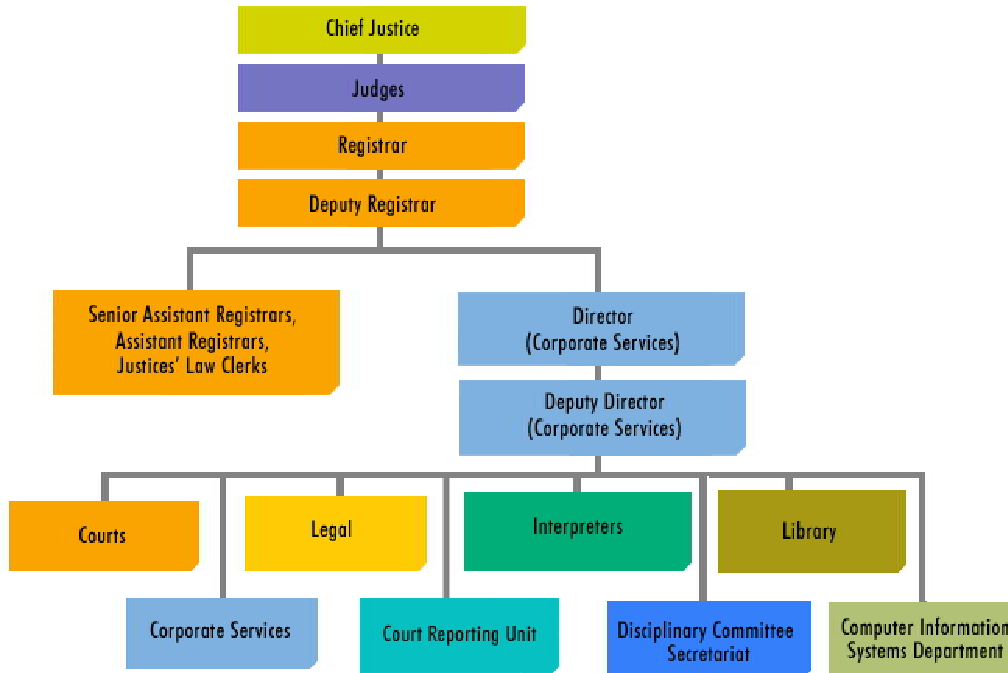 Chief Justice
Judges
Registrar
Deputy Registrar
Senior Assistant Registrars,
Assistant Registrars,
Justices’ Law Clerks
Director
(Corporate Services)
Deputy Director
(Corporate Services)
Courts
Legal
Interpreters
Library
Corporate Services
Court Reporting Unit
Disciplinary Committee
Secretariat
Computer Information
Systems Department